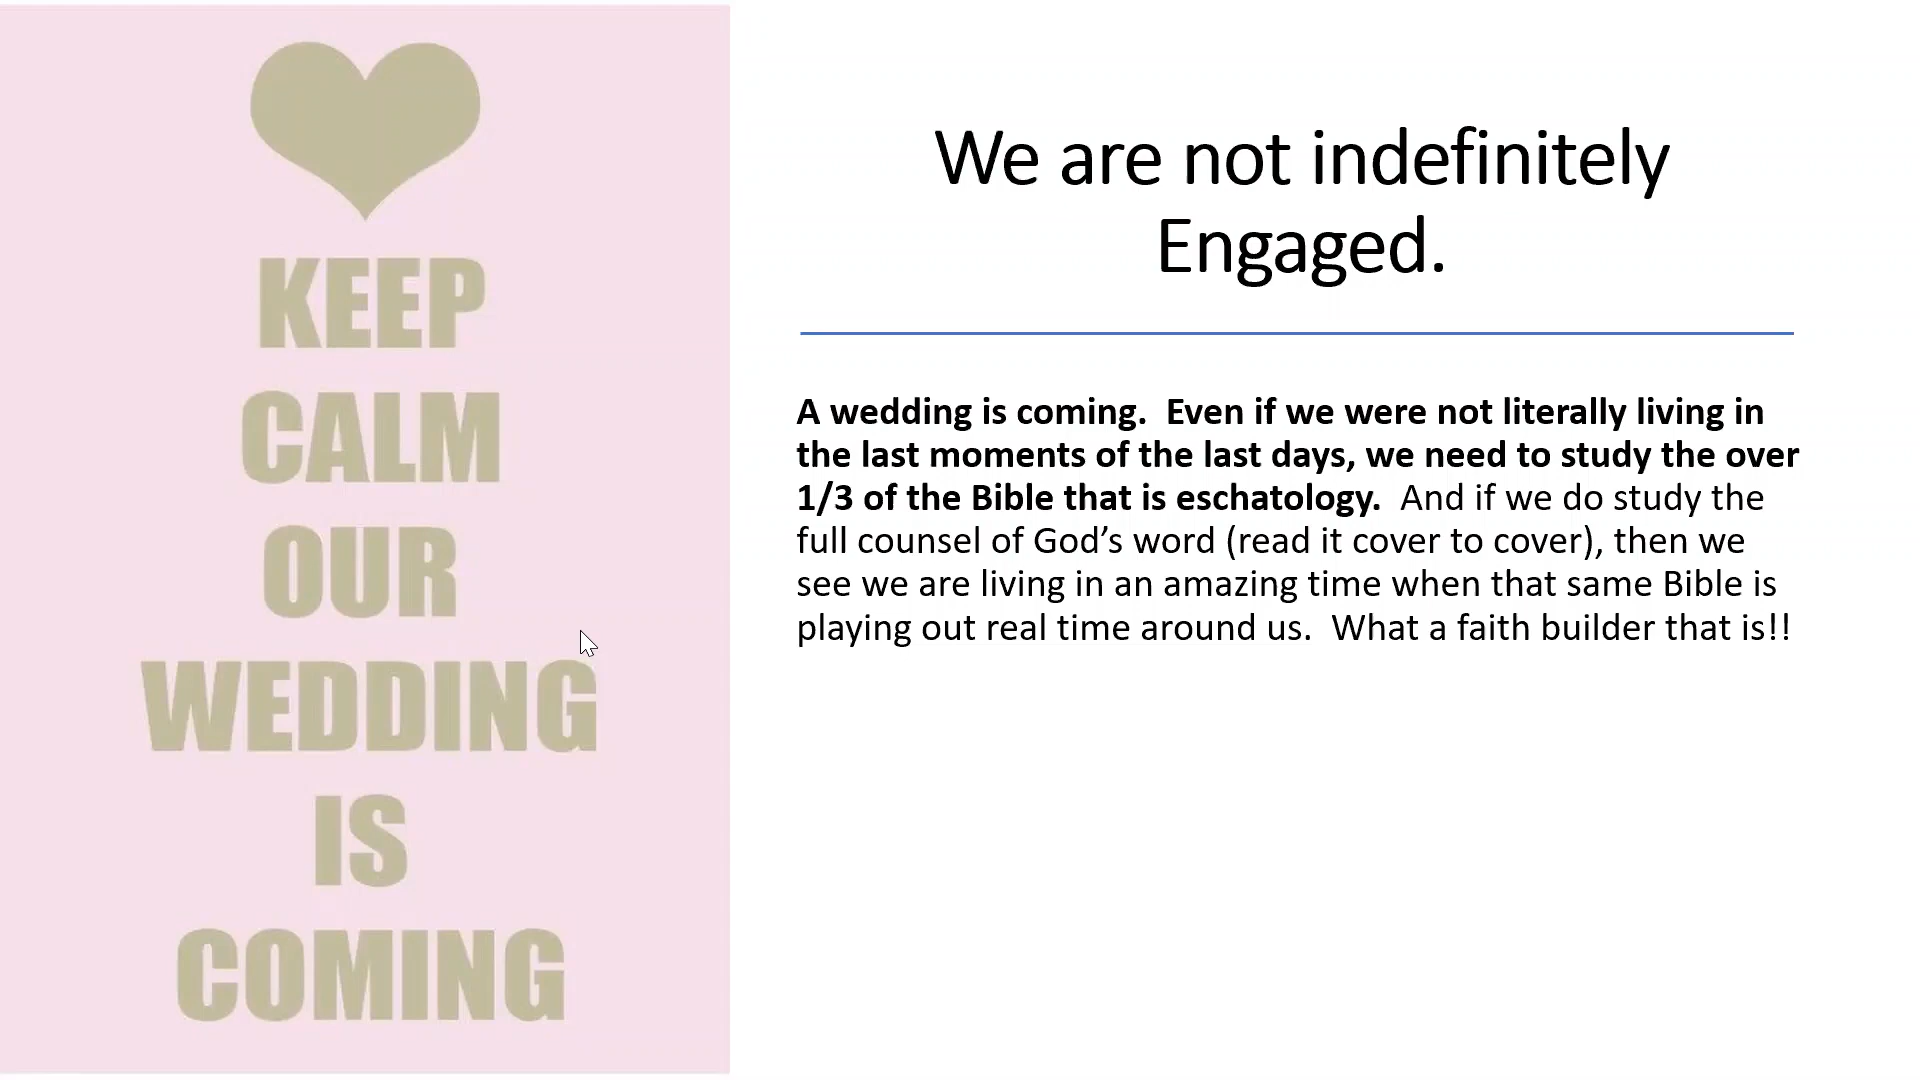 KEEP
CALM
OUR
WEDDING
IS
COMING
We are not indefinitely
Engaged.
A wedding is coming.  Even if we were not literally living in
the last moments of the last days, we need to study the over
1/3 of the Bible that is eschatology.  And if we do study the
full counsel of God’s word (read it cover to cover), then we
see we are living in an amazing time when that same Bible is
playing out real time around us.  What a faith builder that is!!